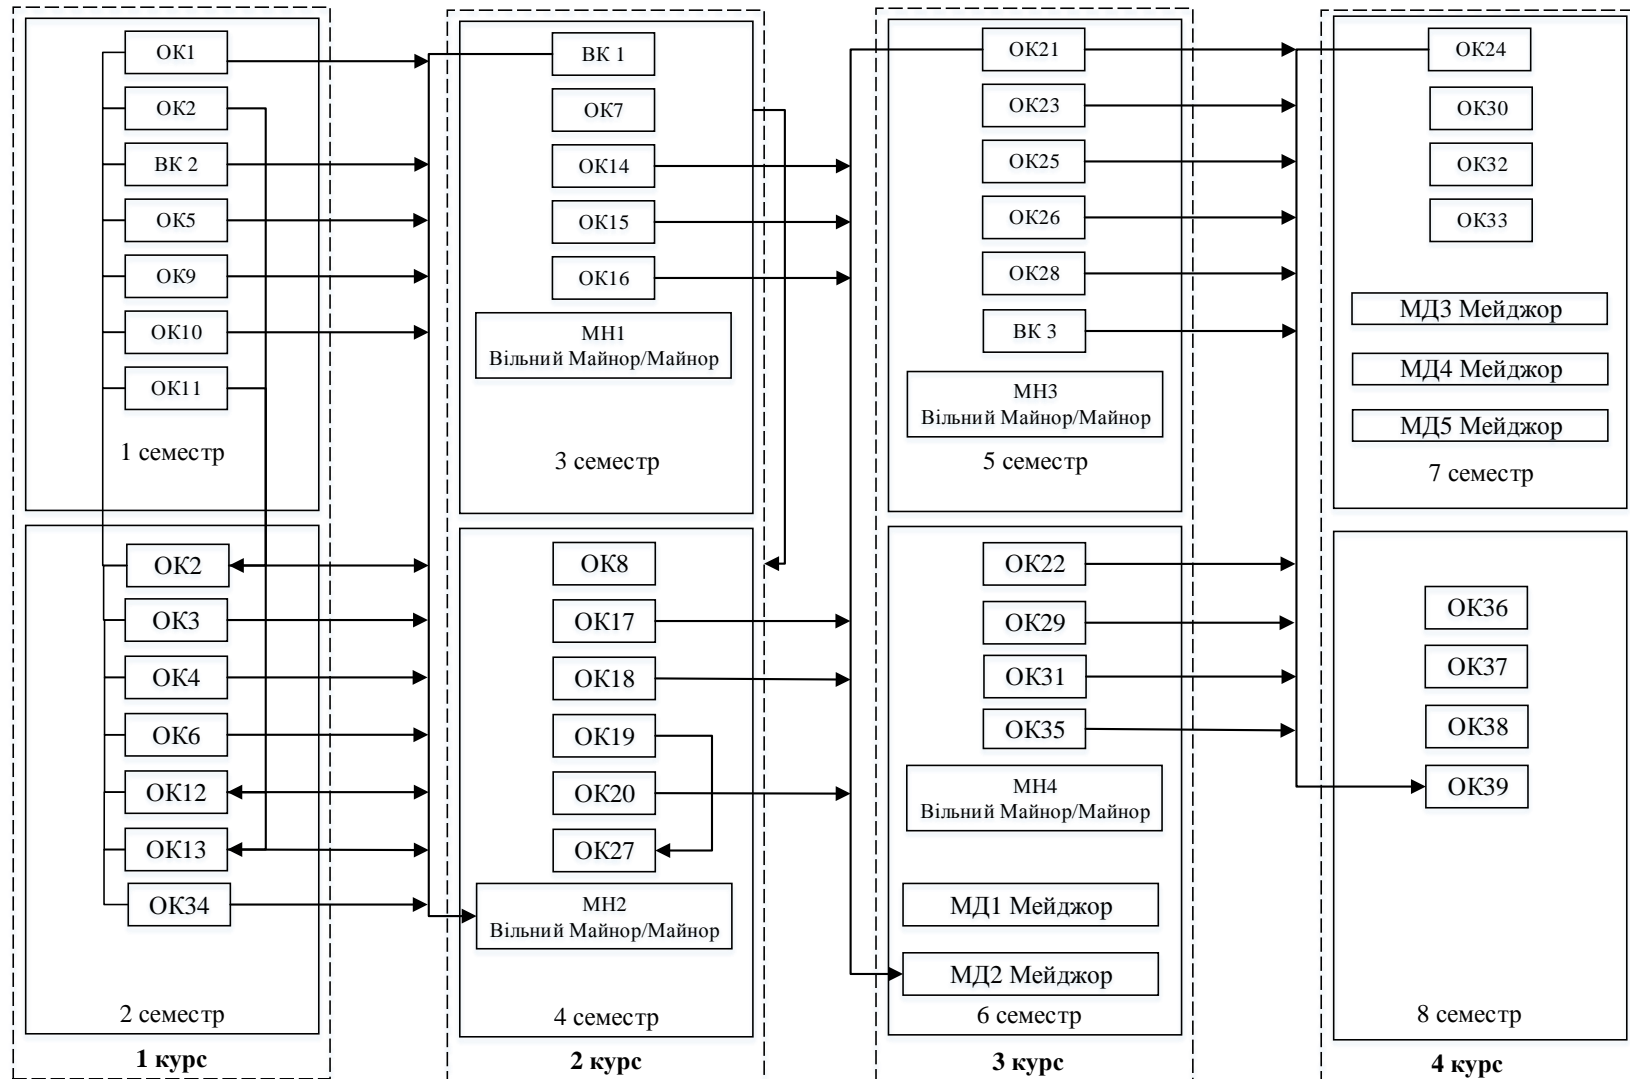 ОК1
ОК2
ВК 2
ОК5
ОК9
ОК10
ОК11
1 семестр
ОК2
ОК3
ОК4
ОК6
ОК12
ОК13
ОК34
2 семестр
1 курс
ВК 1
ОК7
ОК14
ОК15
ОК16
МН1
Вільний Майнор/Майнор
3 семестр
ОК8
ОК17
ОК18
ОК19
ОК20
ОК27
МН2
Вільний Майнор/Майнор
4 семестр
2 курс
ОК21
ОК23
ОК25
ОК26
ОК28
ВК 3
МН3
Вільний Майнор/Майнор
5 семестр
ОК22
ОК29
ОК31
ОК35
МН4
Вільний Майнор/Майнор
МД1 Мейджор
МД2 Мейджор
6 семестр
3 курс
ОК24
ОК30
ОК32
ОК33
МД3 Мейджор
МД4 Мейджор
МД5 Мейджор
7 семестр
ОК36
ОК37
ОК38
ОК39
8 семестр
4 курс